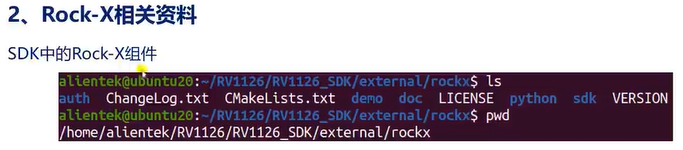 2、Rock-X相关资料
SDK中的Rock-X组件
alientek@ubuntu20:~/RV1126/RV1126_SDK/external/rockx$ ls
auth ChangeLog.txt CMakeLists.txt demo doc LICENSE python sdk VERSION
alientek@ubuntu20:~/RV1126/RV1126_SDK/external/rockx$ pwd
/home/alientek/RV1126/RV1126_SDK/external/rockx